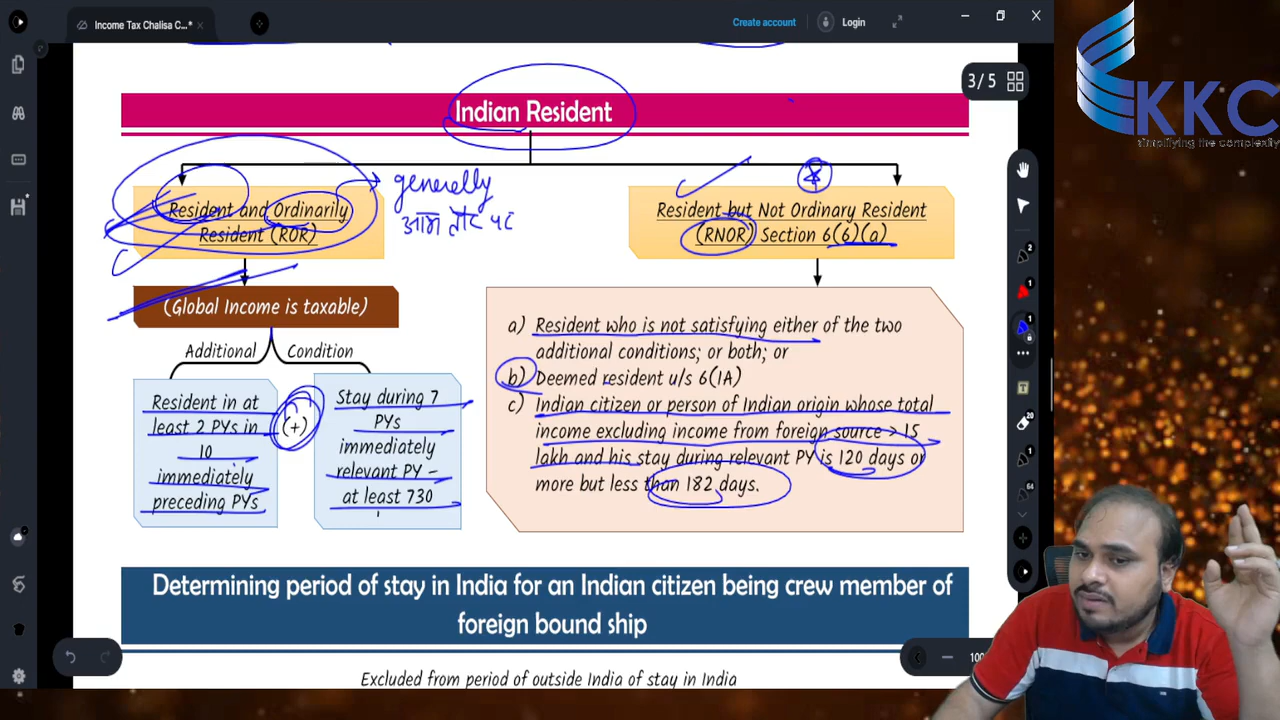 Income Tax Chalisa C...*
Create account
Login
KKC
simplifying the complexity
3/5
Indian Resident
Resident and Ordinarily
Resident (ROR)
generally
आम तौर पर
Resident but Not Ordinary Resident
(RNOR) Section 6(6)(a)
(Global Income is taxable)
Additional Condition
Resident in at
least 2 PYs in
10
immediately
preceding PYs
(+)
Stay during 7
PYs
immediately
relevant PY -
at least 730
a) Resident who is not satisfying either of the two
additional conditions; or both; or
b) Deemed resident u/s 6(1A)
c) Indian citizen or person of Indian origin whose total
income excluding income from foreign source > 15
lakh and his stay during relevant PY is 120 days or
more but less than 182 days.
Determining period of stay in India for an Indian citizen being crew member of
foreign bound ship
Excluded from period of outside India of stay in India